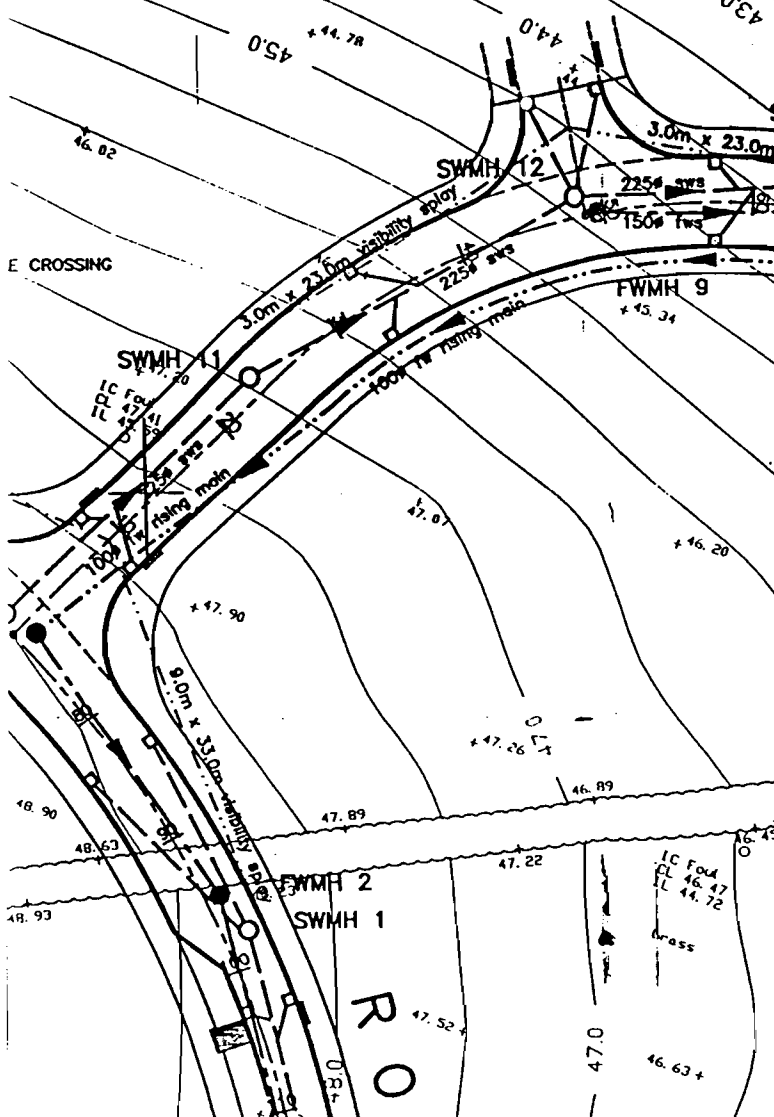 43.0
44.0
+ 44.78
45.0
44
46.02
3.0m x 23.0m
SWMH 12
225ø sws
150ø fws
3.0m x 23.0m visibility splay
225ø sws
E CROSSING
FWMH 9
+ 45.34
SWMH 11
47.20
100ø fw rising main
IC Foul
CL 47.41
IL
20
225ø sws
100ø fw rising main
47.07
+ 46.20
+ 47.90
9.0m x 33.0m visibility splay
+ 47.26
46.89
48.90
47.89
48.63
47.22
IC Foul
CL 46.47
IL 44.72
48.93
FWMH 2
SWMH 1
Grass
R O
47.52 +
47.0
46.63 +